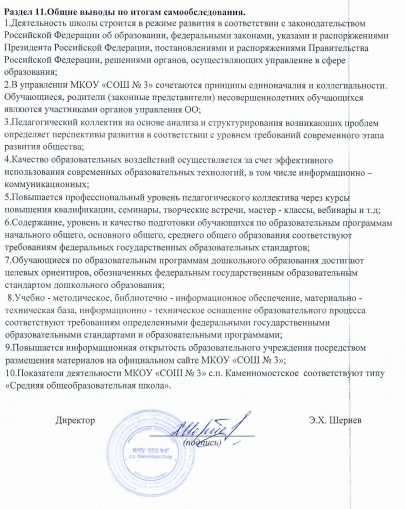 Раздел 11.Общие выводы по итогам самообследования.
1.Деятельность школы строится в режиме развития в соответствии с законодательством
Российской Федерации об образовании, федеральными законами, указами и распоряжениями
Президента Российской Федерации, постановлениями и распоряжениями Правительства
Российской Федерации, решениями органов, осуществляющих управление в сфере
образования;
2.В управлении МКОУ «СОШ № 3» сочетаются принципы единоначалия и коллегиальности.
Обучающиеся, родители (законные представители) несовершеннолетних обучающихся
являются участниками органов управления ОО;
3.Педагогический коллектив на основе анализа и структурирования возникающих проблем
определяет перспективы развития в соответствии с уровнем требований современного этапа
развития общества;
4.Качество образовательных воздействий осуществляется за счет эффективного
использования современных образовательных технологий, в том числе информационно –
коммуникационных;
5.Повышается профессиональный уровень педагогического коллектива через курсы
повышения квалификации, семинары, творческие встречи, мастер - классы, вебинары и т.д;
6.Содержание, уровень и качество подготовки обучающихся по образовательным программам
начального общего, основного общего, среднего общего образования соответствуют
требованиям федеральных государственных образовательных стандартов;
7.Обучающиеся по образовательным программам дошкольного образования достигают
целевых ориентиров, обозначенных федеральным государственным образовательным
стандартом дошкольного образования;
8.Учебно - методическое, библиотечно - информационное обеспечение, материально -
техническая база, информационно - техническое оснащение образовательного процесса
соответствуют требованиям определенными федеральными государственными
образовательными стандартами и образовательными программами;
9.Повышается информационная открытость образовательного учреждения посредством
размещения материалов на официальном сайте МКОУ «СОШ № 3»;
10.Показатели деятельности МКОУ «СОШ № 3» с.п. Каменномостское соответствуют типу
«Средняя общеобразовательная школа».
Директор Э.Х. Шериев
(подпись)
МКОУ "СОШ №3"
с.п. Каменномостское